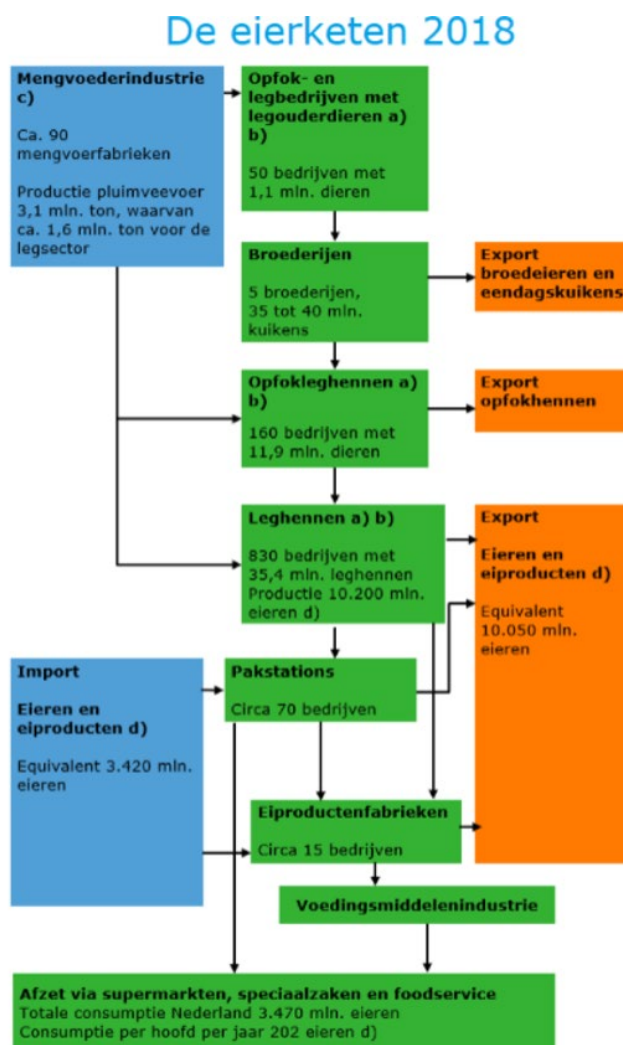 De eierketen 2018
Mengvoederindustrie
c)
Ca. 90
mengvoerfabrieken
Productie pluimveevoer
3,1 mln. ton, waarvan
ca. 1,6 mln. ton voor de
legsector
Opfok- en
legbedrijven met
legouderdieren a)
b)
50 bedrijven met
1,1 mln. dieren
Broederijen
5 broederijen,
35 tot 40 mln.
kuikens
Export
broedeieren en
eendagskuikens
Opfokleghennen a)
b)
160 bedrijven met
11,9 mln. dieren
Export
opfokhennen
Leghennen a) b)
830 bedrijven met
35,4 mln. leghennen
Productie 10.200 mln.
eieren d)
Export
Eieren en
eiproducten d)
Equivalent
10.050 mln.
eieren
Import
Eieren en
eiproducten d)
Equivalent 3.420 mln.
eieren
Pakstations
Circa 70 bedrijven
Eiproductenfabrieken
Circa 15 bedrijven
Voedingsmiddelenindustrie
Afzet via supermarkten, speciaalzaken en foodservice
Totale consumptie Nederland 3.470 mln. eieren
Consumptie per hoofd per jaar 202 eieren d)